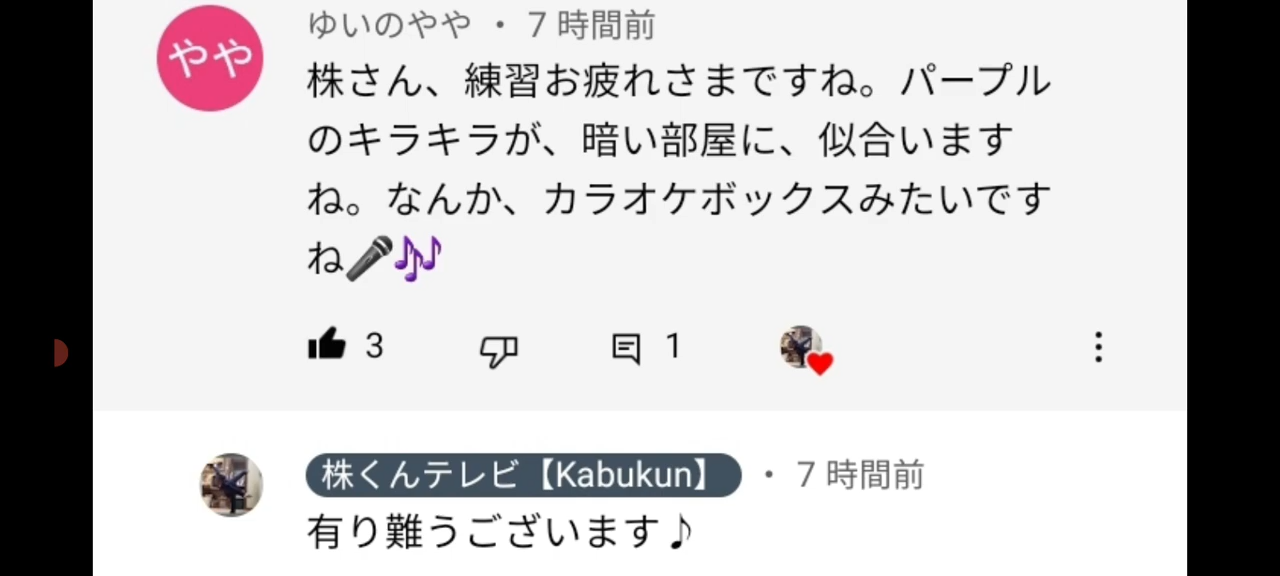 やや
ゆいのやや ・ 7 時間前
株さん、練習お疲れさまですね。パープル
のキラキラが、暗い部屋に、似合います
ね。なんか、カラオケボックスみたいです
ね🎤🎶
3 1
株くんテレビ【Kabukun】 ・ 7 時間前
有り難うございます♪